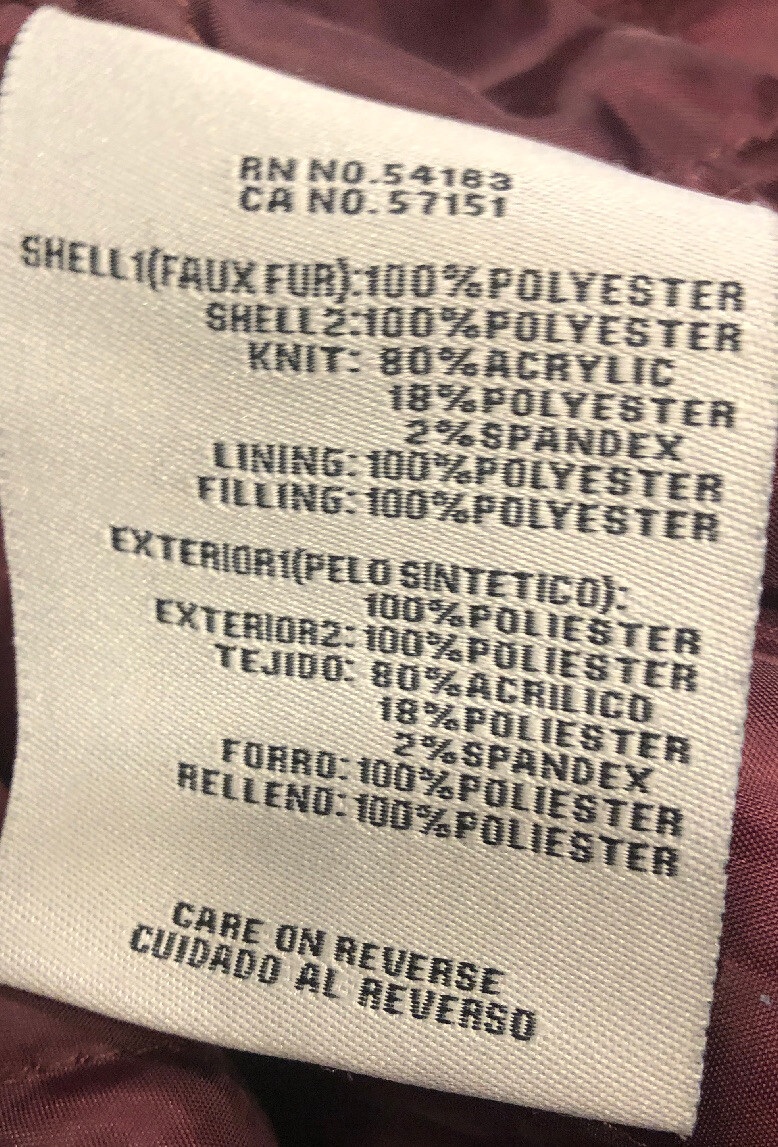 RN NO.54183
CA NO.57151
SHELL1(FAUX FUR):100%POLYESTER
SHELL2:100%POLYESTER
KNIT: 80%ACRYLIC
18%POLYESTER
2%SPANDEX
LINING:100%POLYESTER
FILLING:100%POLYESTER
EXTERIOR1(PELO SINTETICO):
100%POLIESTER
EXTERIOR2:100%POLIESTER
TEJIDO: 80%ACRILICO
18%POLIESTER
2%SPANDEX
FORRO:100%POLIESTER
RELLENO:100%POLIESTER
CARE ON REVERSE
CUIDADO AL REVERSO